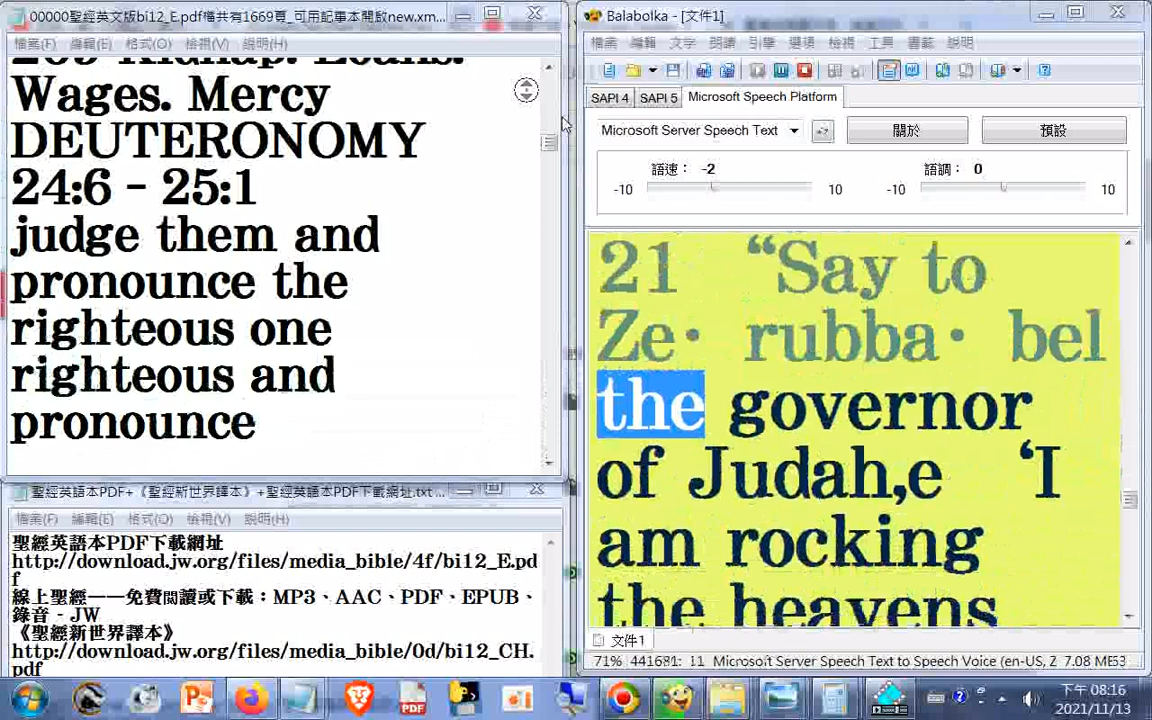 00000聖經英文版bi12_E.pdf檔共有1669頁_可用記事本開啟new.xm...
檔案(F) 編輯(E) 格式(O) 檢視(V) 說明(H)
Wages. Mercy
DEUTERONOMY
24:6 - 25:1
judge them and
pronounce the
righteous one
righteous and
pronounce
聖經英語本PDF+《聖經新世界譯本》+聖經英語本PDF下載網址.txt ...
檔案(F) 編輯(E) 格式(O) 檢視(V) 說明(H)
聖經英語本PDF下載網址
http://download.jw.org/files/media_bible/4f/bi12_E.pd
f
線上聖經——免費閱讀或下載：MP3、AAC、PDF、EPUB、
錄音 - JW
《聖經新世界譯本》
http://download.jw.org/files/media_bible/0d/bi12_CH.
pdf
Balabolka - [文件1]
檔案 編輯 文字 朗讀 引擎 選項 檢視 工具 書籤 說明
SAPI 4 SAPI 5 Microsoft Speech Platform
Microsoft Server Speech Text 關於 預設
語速： -2 語調： 0
-10 10 -10 10
21 “Say to
Ze· rubba· bel
the governor
of Judah,e ‘I
am rocking
the heavens
文件1
71% 441681: 11 Microsoft Server Speech Text to Speech Voice (en-US, Z 7.08 ME53
下午 08:16
2021/11/13